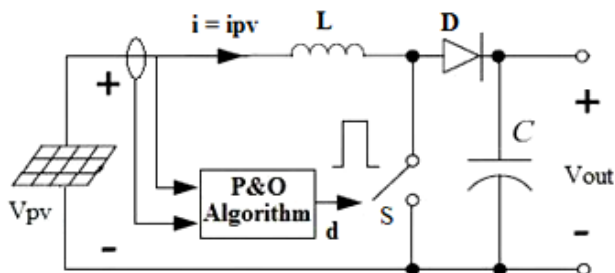 i = ipv
L
D
+
+
C
P&O
Algorithm
S
d
Vpv
Vout
-
-